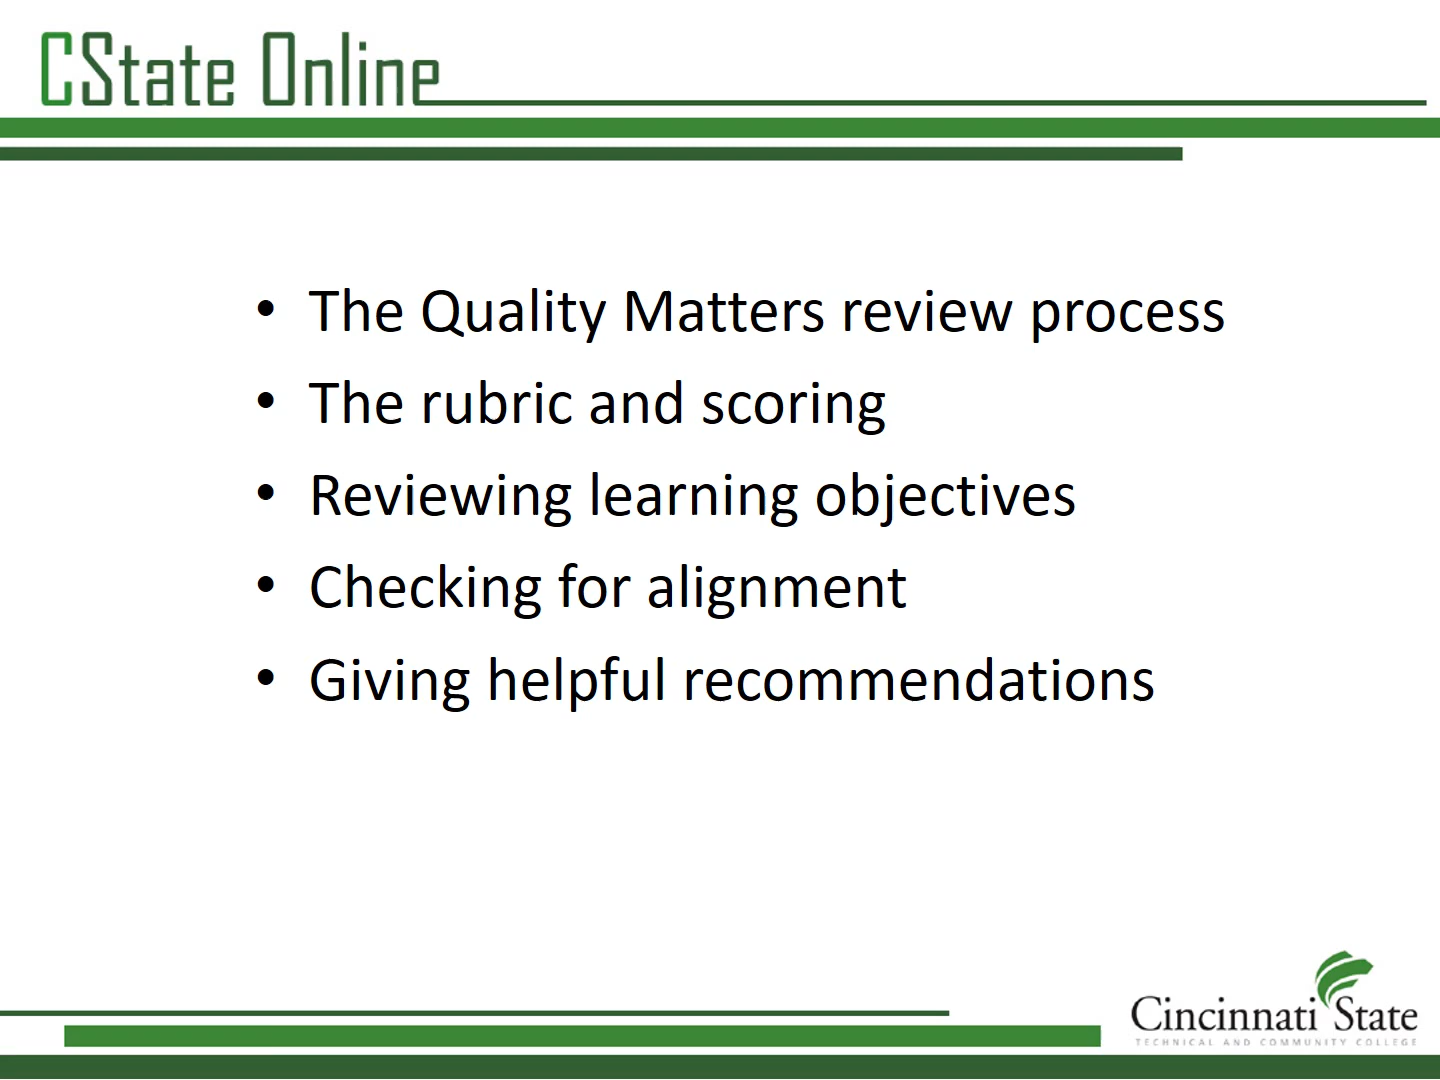 CState Online
• The Quality Matters review process
• The rubric and scoring
• Reviewing learning objectives
• Checking for alignment
• Giving helpful recommendations
Cincinnati State
TECHNICAL AND COMMUNITY COLLEGE